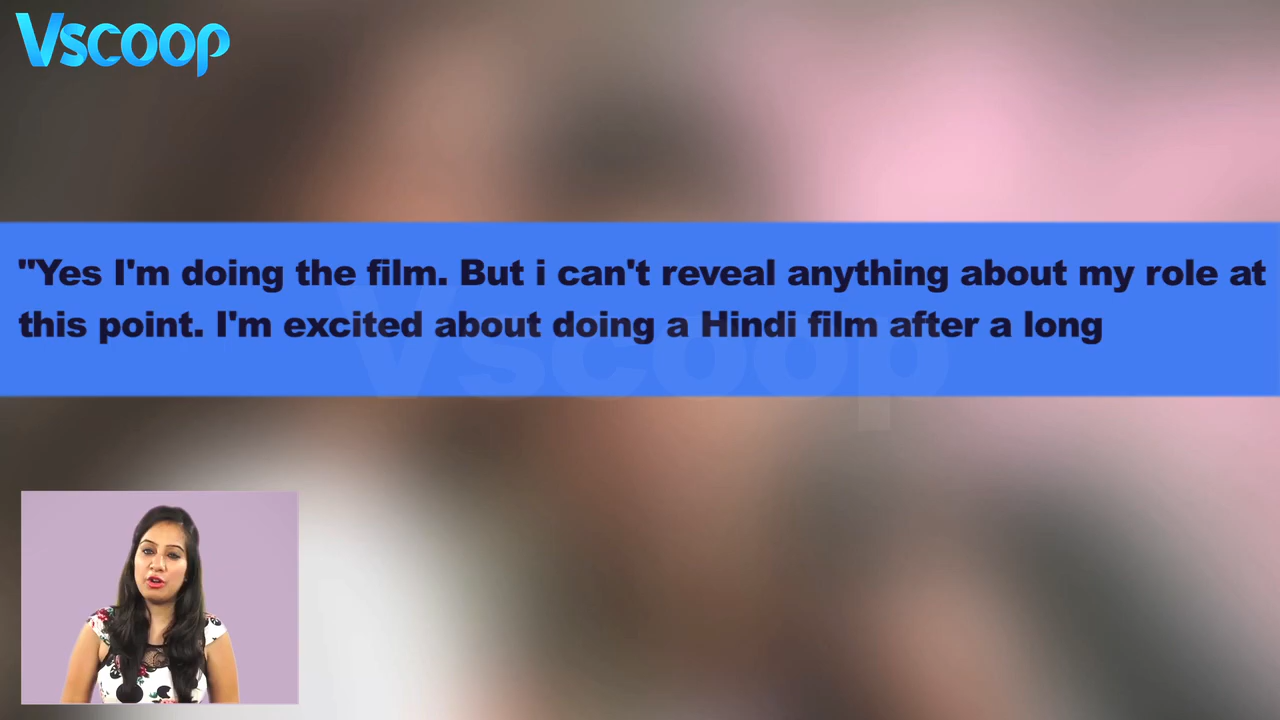 Vscoop
"Yes I'm doing the film. But i can't reveal anything about my role at
this point. I'm excited about doing a Hindi film after a long
Vscoop